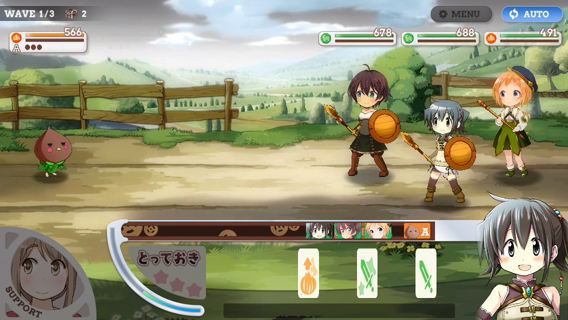 WAVE 1/3 2
MENU
AUTO
566
A
678
688
491
A
とっておき
SUPPORT